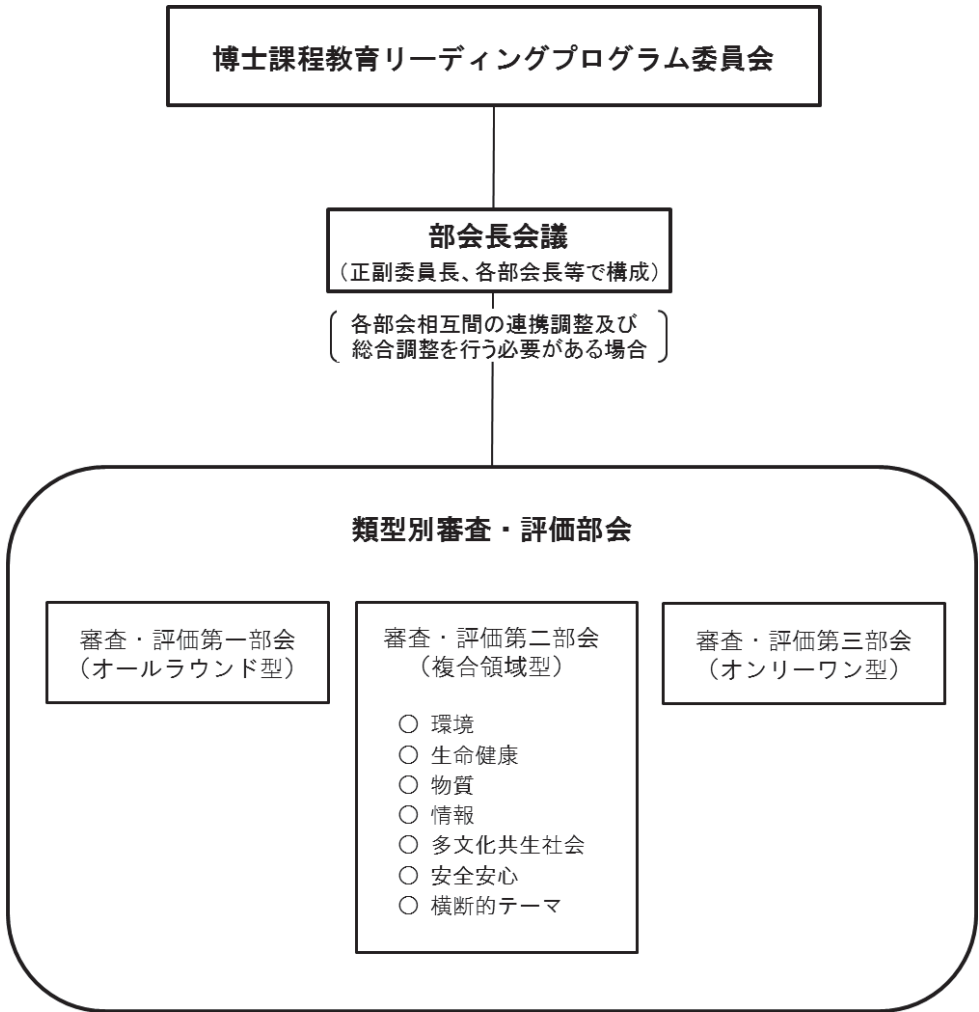 博士課程教育リーディングプログラム委員会
部会長会議
(正副委員長、各部会長等で構成)
各部会相互間の連携調整及び
総合調整を行う必要がある場合
類型別審査・評価部会
審査・評価第一部会
(オールラウンド型)
審査・評価第二部会
(複合領域型)
○ 環境
○ 生命健康
○ 物質
○ 情報
○ 多文化共生社会
○ 安全安心
○ 横断的テーマ
審査・評価第三部会
(オンリーワン型)